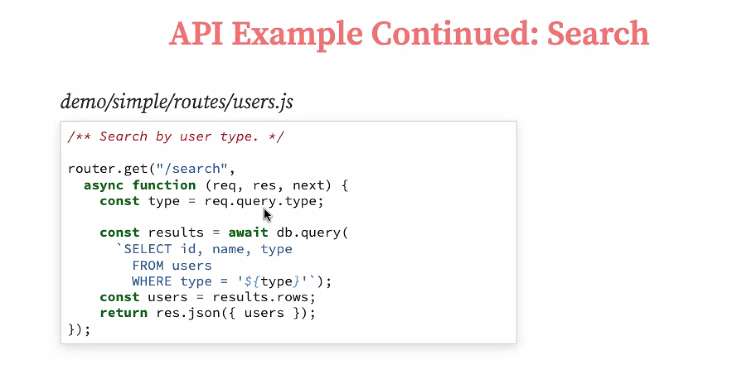 API Example Continued: Search
demo/simple/routes/users.js
/** Search by user type. */
router.get("/search",
  async function (req, res, next) {
    const type = req.query.type;
    const results = await db.query(
      `SELECT id, name, type
        FROM users
        WHERE type = '${type}'`);
    const users = results.rows;
    return res.json({ users });
});